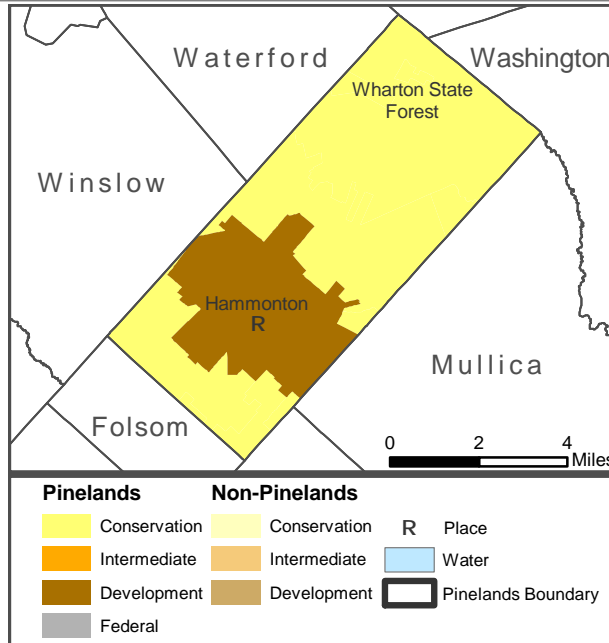 Waterford
Washington
Wharton State
Forest
Winslow
Hammonton
R
Mullica
Folsom
0 2 4
Miles
Pinelands Non-Pinelands
Conservation Conservation R Place
Intermediate Intermediate Water
Development Development Pinelands Boundary
Federal